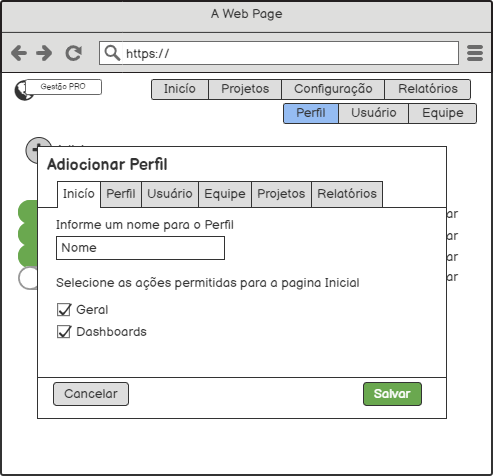 A Web Page
https://
Gestão PRO
Início Projetos Configuração Relatórios
Perfil Usuário Equipe
Adiocionar Perfil
Início Perfil Usuário Equipe Projetos Relatórios
Informe um nome para o Perfil
Nome
Selecione as ações permitidas para a pagina Inicial
Geral
Dashboards
ar
ar
ar
ar
Cancelar Salvar